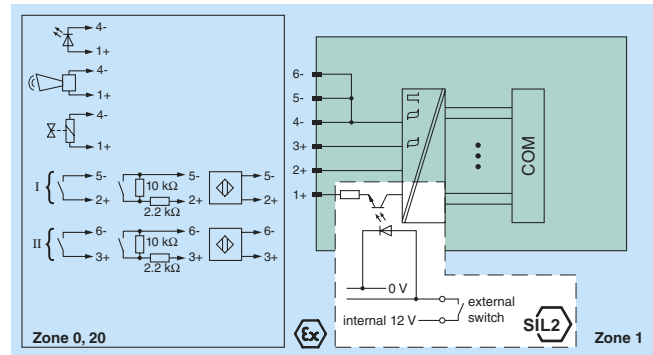 4-
1+
4-
1+
4-
1+
I
5-
2+
10 kΩ
2.2 kΩ
5-
2+
5-
2+
II
6-
3+
10 kΩ
2.2 kΩ
6-
3+
6-
3+
Zone 0, 20
6-
5-
4-
3+
2+
1+
COM
0 V
internal 12 V
external
switch
Ex
SIL2
Zone 1